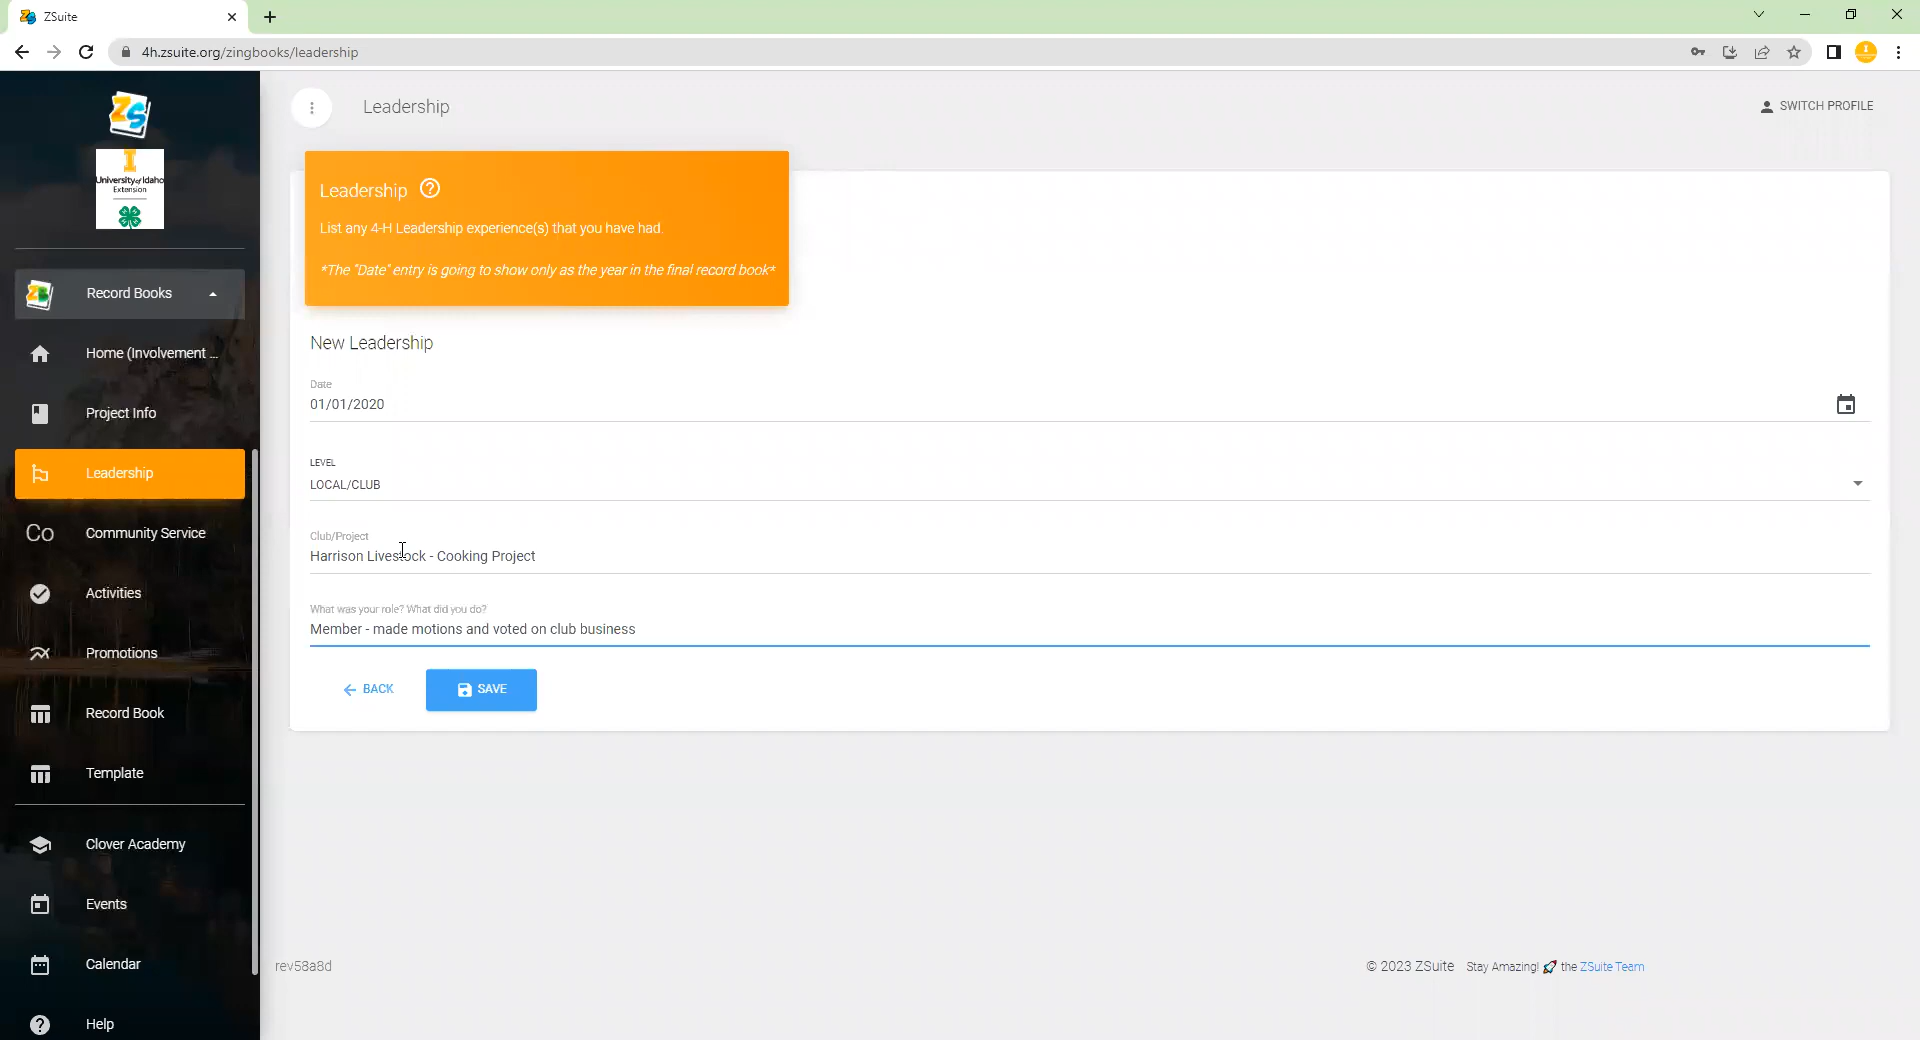 ZSuite
4h.zsuite.org/zingbooks/leadership
Leadership
SWITCH PROFILE
University of Idaho
Extension
Record Books
Home (Involvement ...
Project Info
Leadership
Co Community Service
Activities
Promotions
Record Book
Template
Clover Academy
Events
Calendar
Help
Leadership
List any 4-H Leadership experience(s) that you have had.
*The "Date" entry is going to show only as the year in the final record book*
New Leadership
Date
01/01/2020
LEVEL
LOCAL/CLUB
Club/Project
Harrison Livestock - Cooking Project
What was your role? What did you do?
Member - made motions and voted on club business
BACK
SAVE
rev58a8d
© 2023 ZSuite Stay Amazing! 🚀 the ZSuite Team